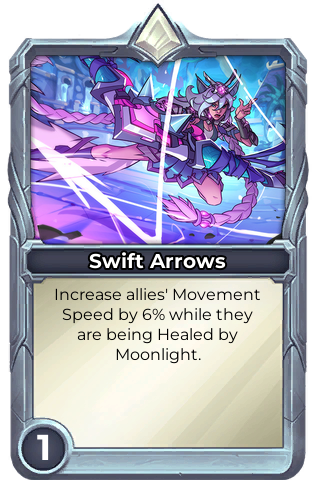 Swift Arrows
Increase allies' Movement
Speed by 6% while they
are being Healed by
Moonlight.
1